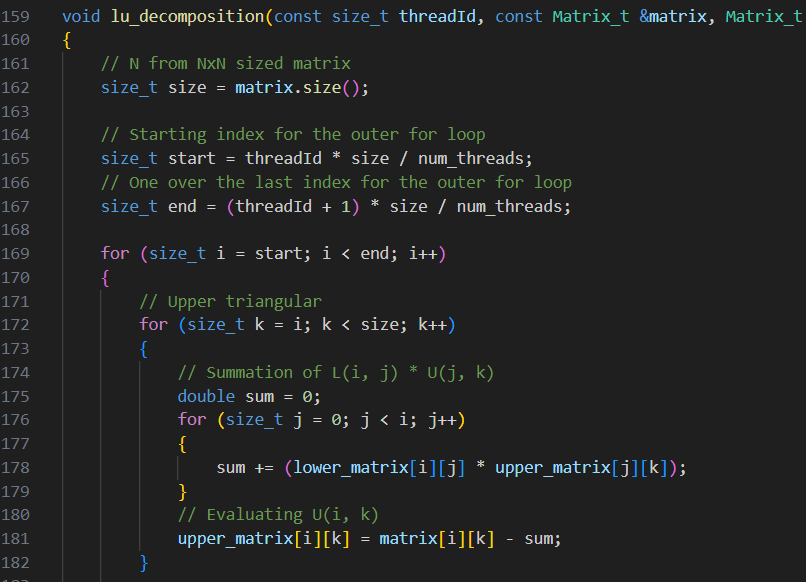 159 void lu_decomposition(const size_t threadId, const Matrix_t &matrix, Matrix_t
160 {
161     // N from NxN sized matrix
162     size_t size = matrix.size();
163
164     // Starting index for the outer for loop
165     size_t start = threadId * size / num_threads;
166     // One over the last index for the outer for loop
167     size_t end = (threadId + 1) * size / num_threads;
168
169     for (size_t i = start; i < end; i++)
170     {
171         // Upper triangular
172         for (size_t k = i; k < size; k++)
173         {
174             // Summation of L(i, j) * U(j, k)
175             double sum = 0;
176             for (size_t j = 0; j < i; j++)
177             {
178                 sum += (lower_matrix[i][j] * upper_matrix[j][k]);
179             }
180             // Evaluating U(i, k)
181             upper_matrix[i][k] = matrix[i][k] - sum;
182         }